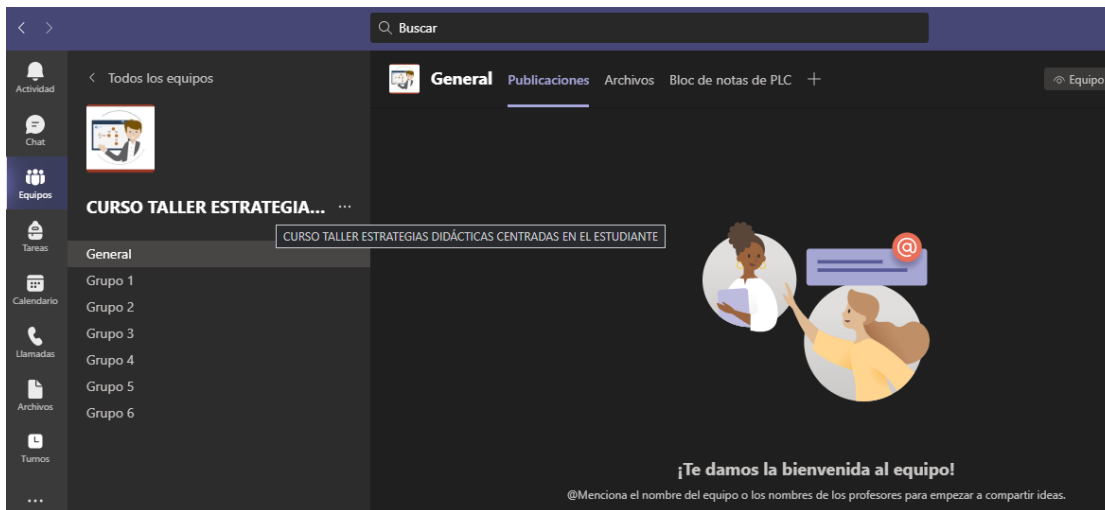 Buscar
Actividad
Chat
Equipos
Tareas
Calendario
Llamadas
Archivos
Turnos
Todos los equipos
CURSO TALLER ESTRATEGIA... ...
CURSO TALLER ESTRATEGIAS DIDÁCTICAS CENTRADAS EN EL ESTUDIANTE
General
Grupo 1
Grupo 2
Grupo 3
Grupo 4
Grupo 5
Grupo 6
General Publicaciones Archivos Bloc de notas de PLC +
Equipo
@
¡Te damos la bienvenida al equipo!
@Menciona el nombre del equipo o los nombres de los profesores para empezar a compartir ideas.